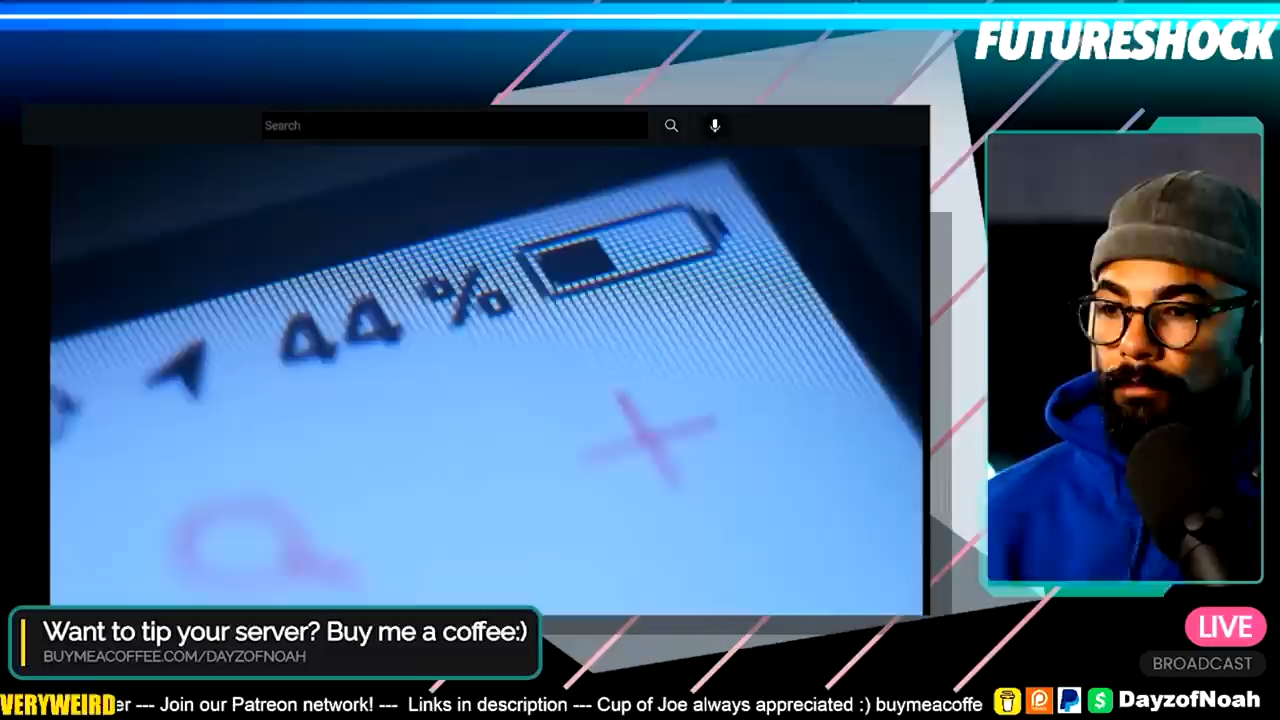 FUTURESHOCK
Search
44 %
Want to tip your server? Buy me a coffee:)
BUYMEACOFFEE.COM/DAYZOFNOAH
LIVE
BROADCAST
VERYWEIRD er --- Join our Patreon network! --- Links in description --- Cup of Joe always appreciated :) buymeacoffe
DayzofNoah